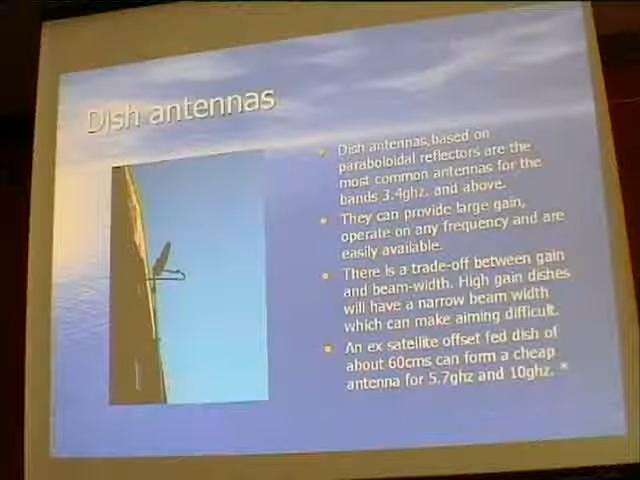 Dish antennas
Dish antennas,based on
paraboloidal reflectors are the
most common antennas for the
bands 3.4ghz. and above.
They can provide large gain,
operate on any frequency and are
easily available.
There is a trade-off between gain
and beam-width. High gain dishes
will have a narrow beam width
which can make aiming difficult.
An ex satellite offset fed dish of
about 60cms can form a cheap
antenna for 5.7ghz and 10ghz. *